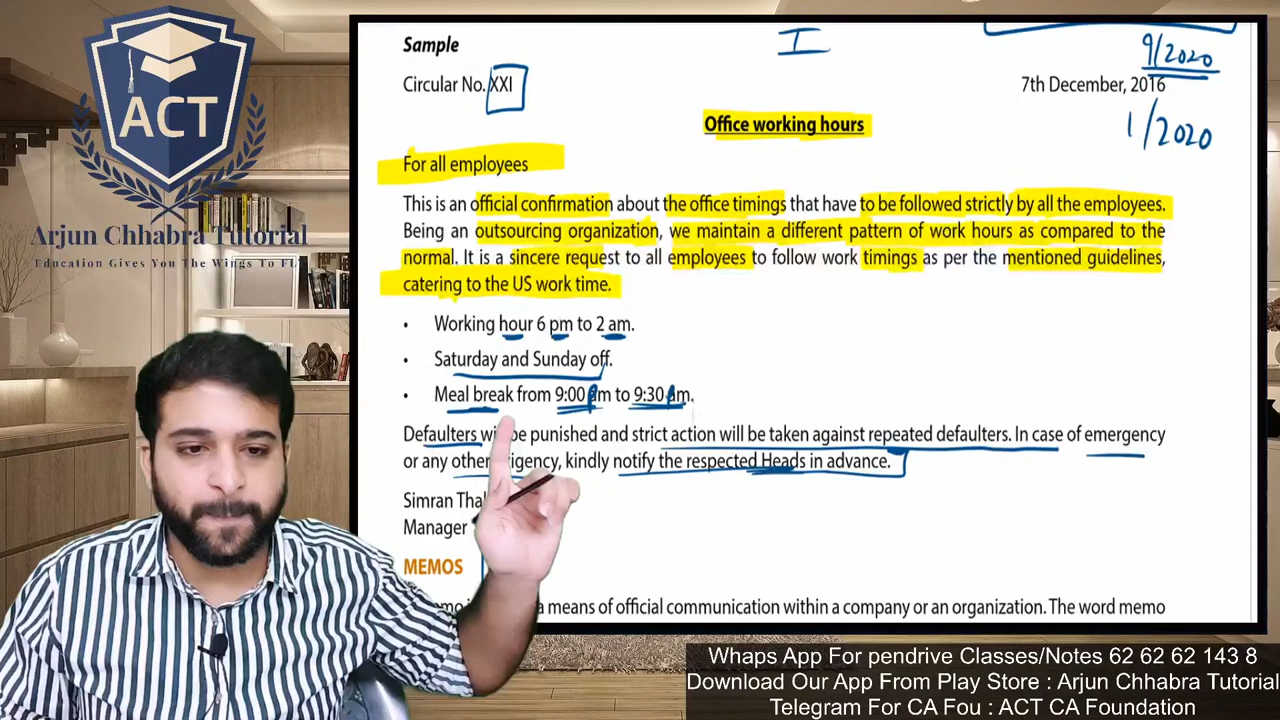 ACT
Arjun Chhabra Tutorial
Education Gives You The Wings To
Sample
I
9/2020
Circular No. XXI
7th December, 2016
1/2020
Office working hours
For all employees
This is an official confirmation about the office timings that have to be followed strictly by all the employees.
Being an outsourcing organization, we maintain a different pattern of work hours as compared to the
normal. It is a sincere request to all employees to follow work timings as per the mentioned guidelines,
catering to the US work time.
• Working hour 6 pm to 2 am.
• Saturday and Sunday off.
• Meal break from 9:00 pm to 9:30 pm.
Defaulters will be punished and strict action will be taken against repeated defaulters. In case of emergency
or any other exigency, kindly notify the respected Heads in advance.
Simran
Manager
MEMOS
a means of official communication within a company or an organization. The word memo
Whaps App For pendrive Classes/Notes 62 62 62 143 8
Download Our App From Play Store : Arjun Chhabra Tutorial
Telegram For CA Fou : ACT CA Foundation